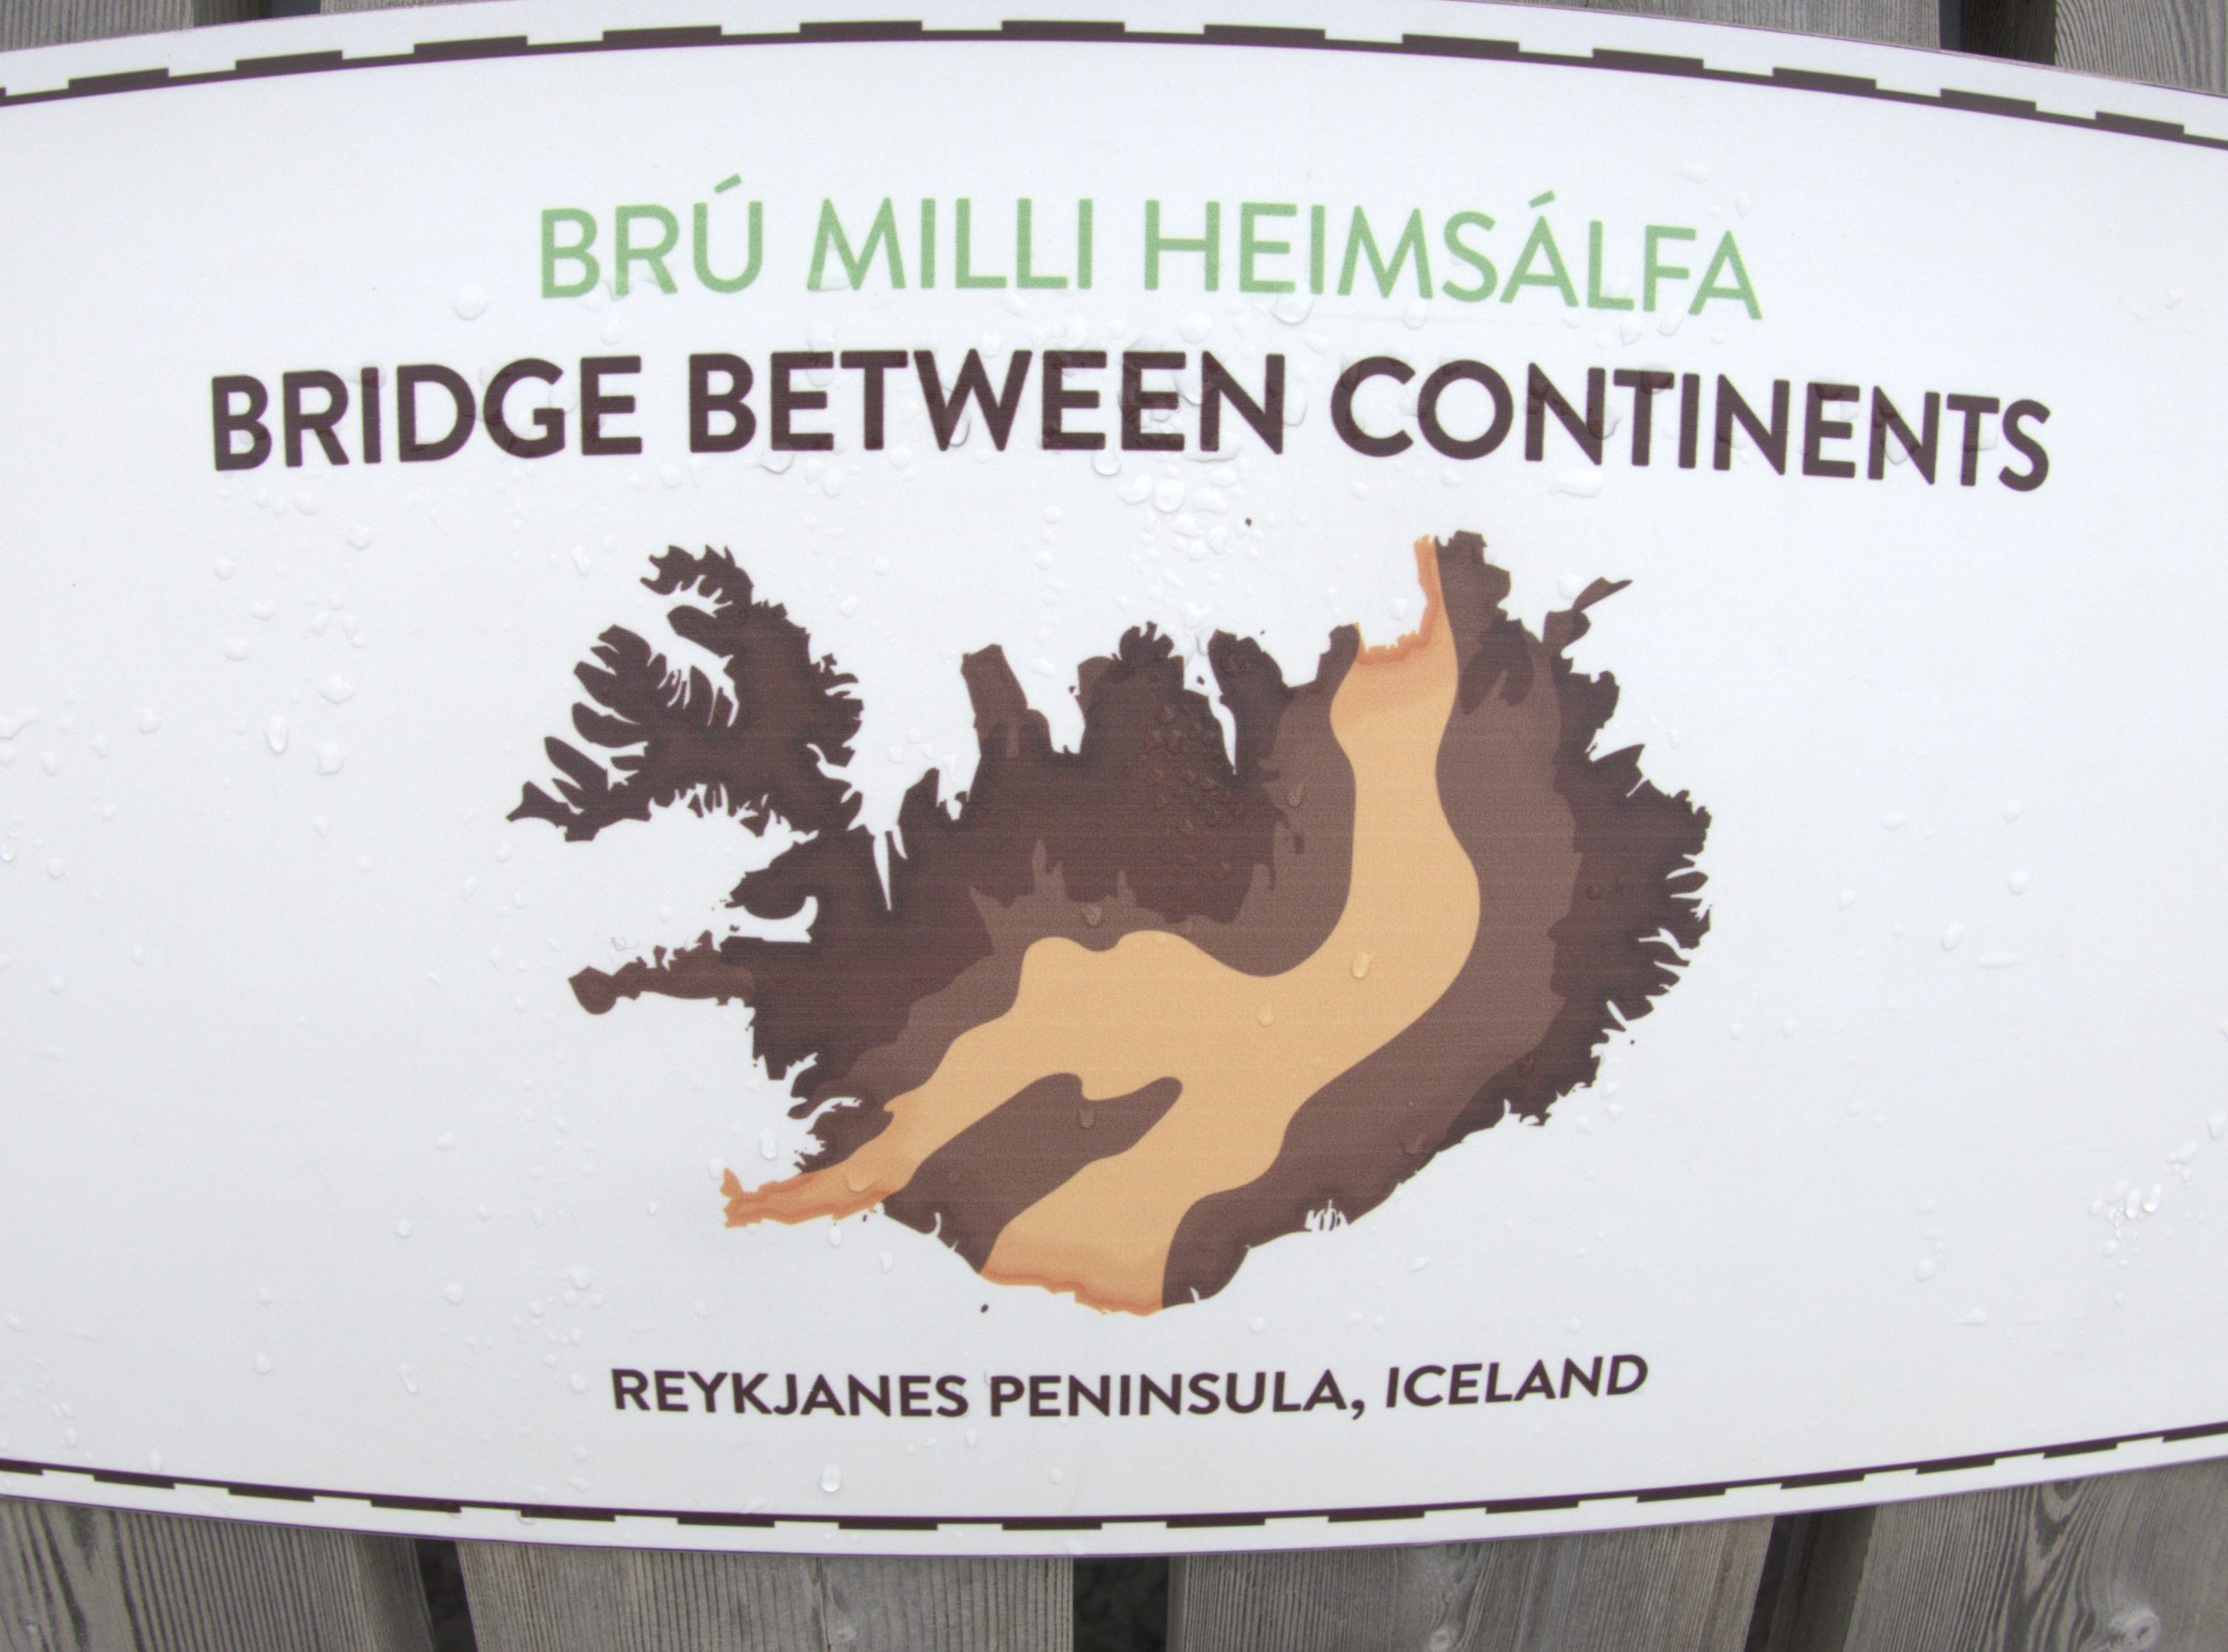 BRÚ MILLI HEIMSÁLFA
BRIDGE BETWEEN CONTINENTS
REYKJANES PENINSULA, ICELAND